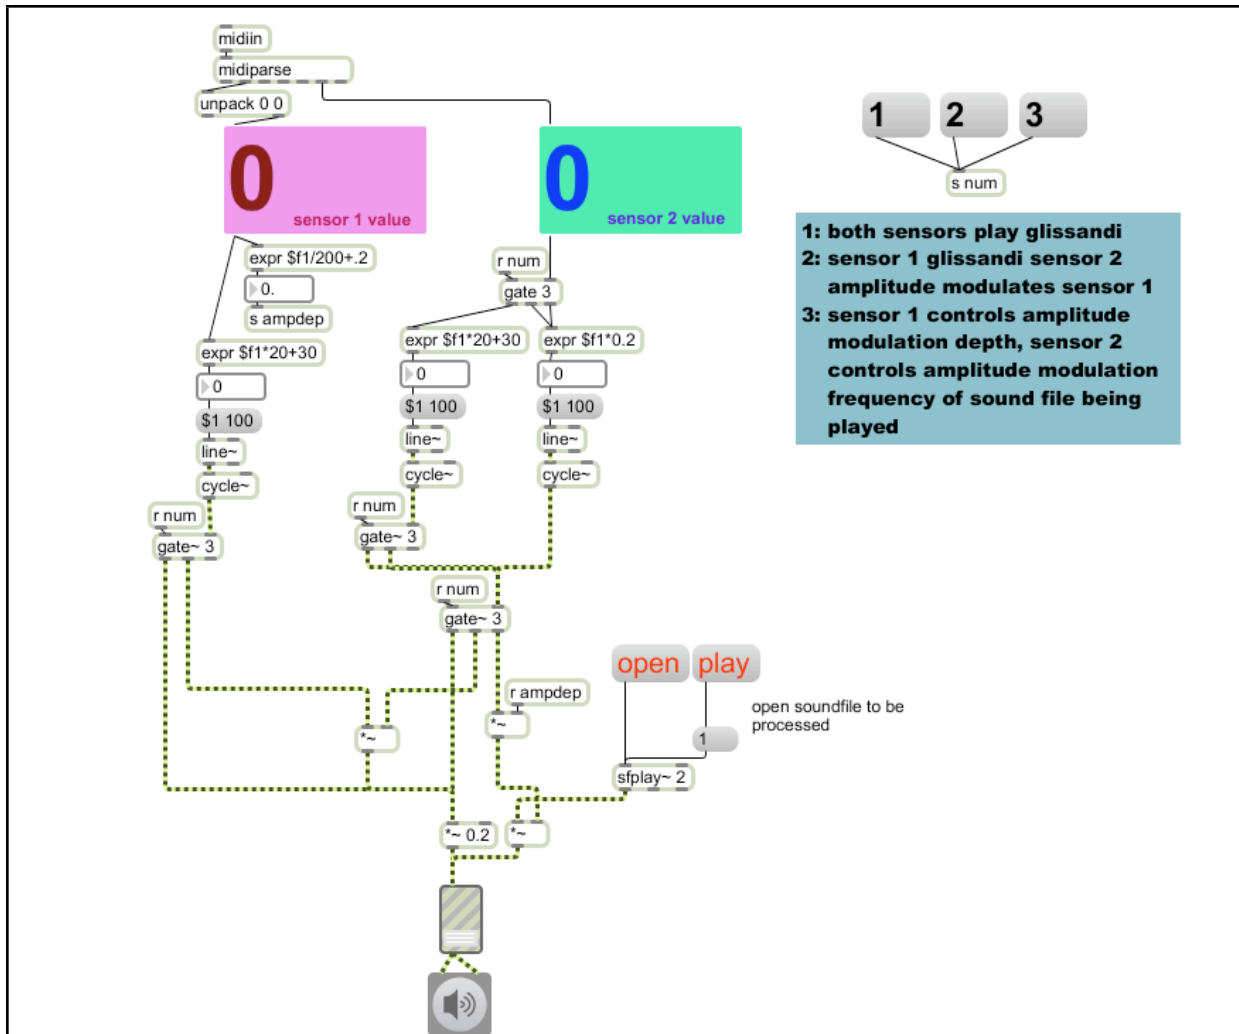 midiin
midiparse
unpack 0 0
0
sensor 1 value
0
sensor 2 value
1
2
3
s num
1: both sensors play glissandi
2: sensor 1 glissandi sensor 2
amplitude modulates sensor 1
3: sensor 1 controls amplitude
modulation depth, sensor 2
controls amplitude modulation
frequency of sound file being
played
expr $f1/200+.2
0.
s ampdep
r num
gate 3
expr $f1*20+30
0
$1 100
line~
cycle~
r num
gate~ 3
expr $f1*20+30
0
$1 100
line~
cycle~
r num
gate~ 3
expr $f1*0.2
0
$1 100
line~
cycle~
r num
gate~ 3
*~
r ampdep
*~
open
play
open soundfile to be
processed
1
sfplay~ 2
*~ 0.2
*~